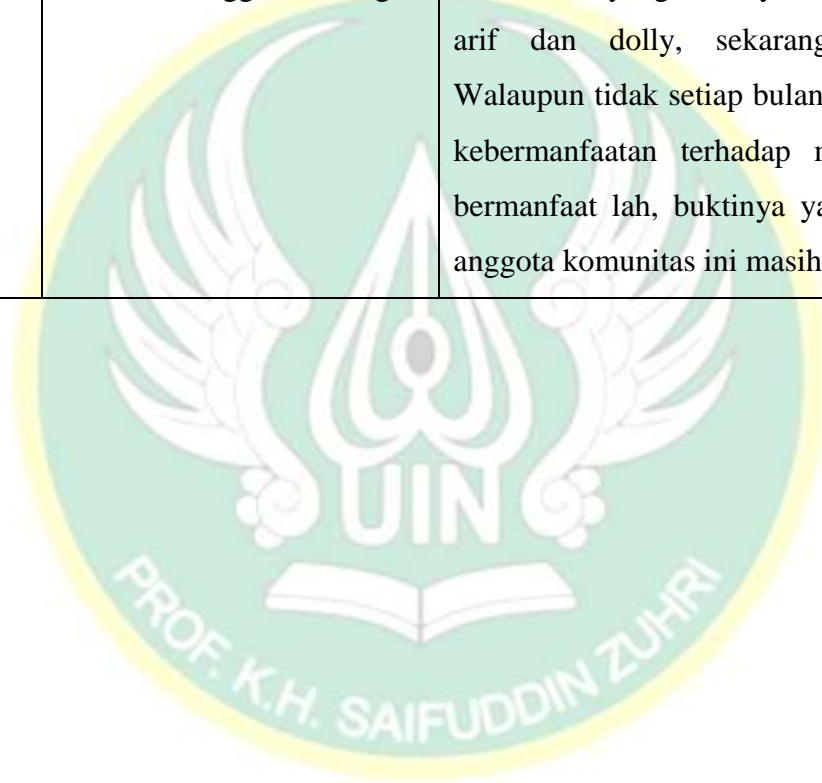 arif dan dolly, sekarang
Walaupun tidak setiap bulan
kebermanfaatan terhadap
bermanfaat lah, buktinya
anggota komunitas ini masih
UIN
PROF. K.H. SAIFUDDIN ZUHRI